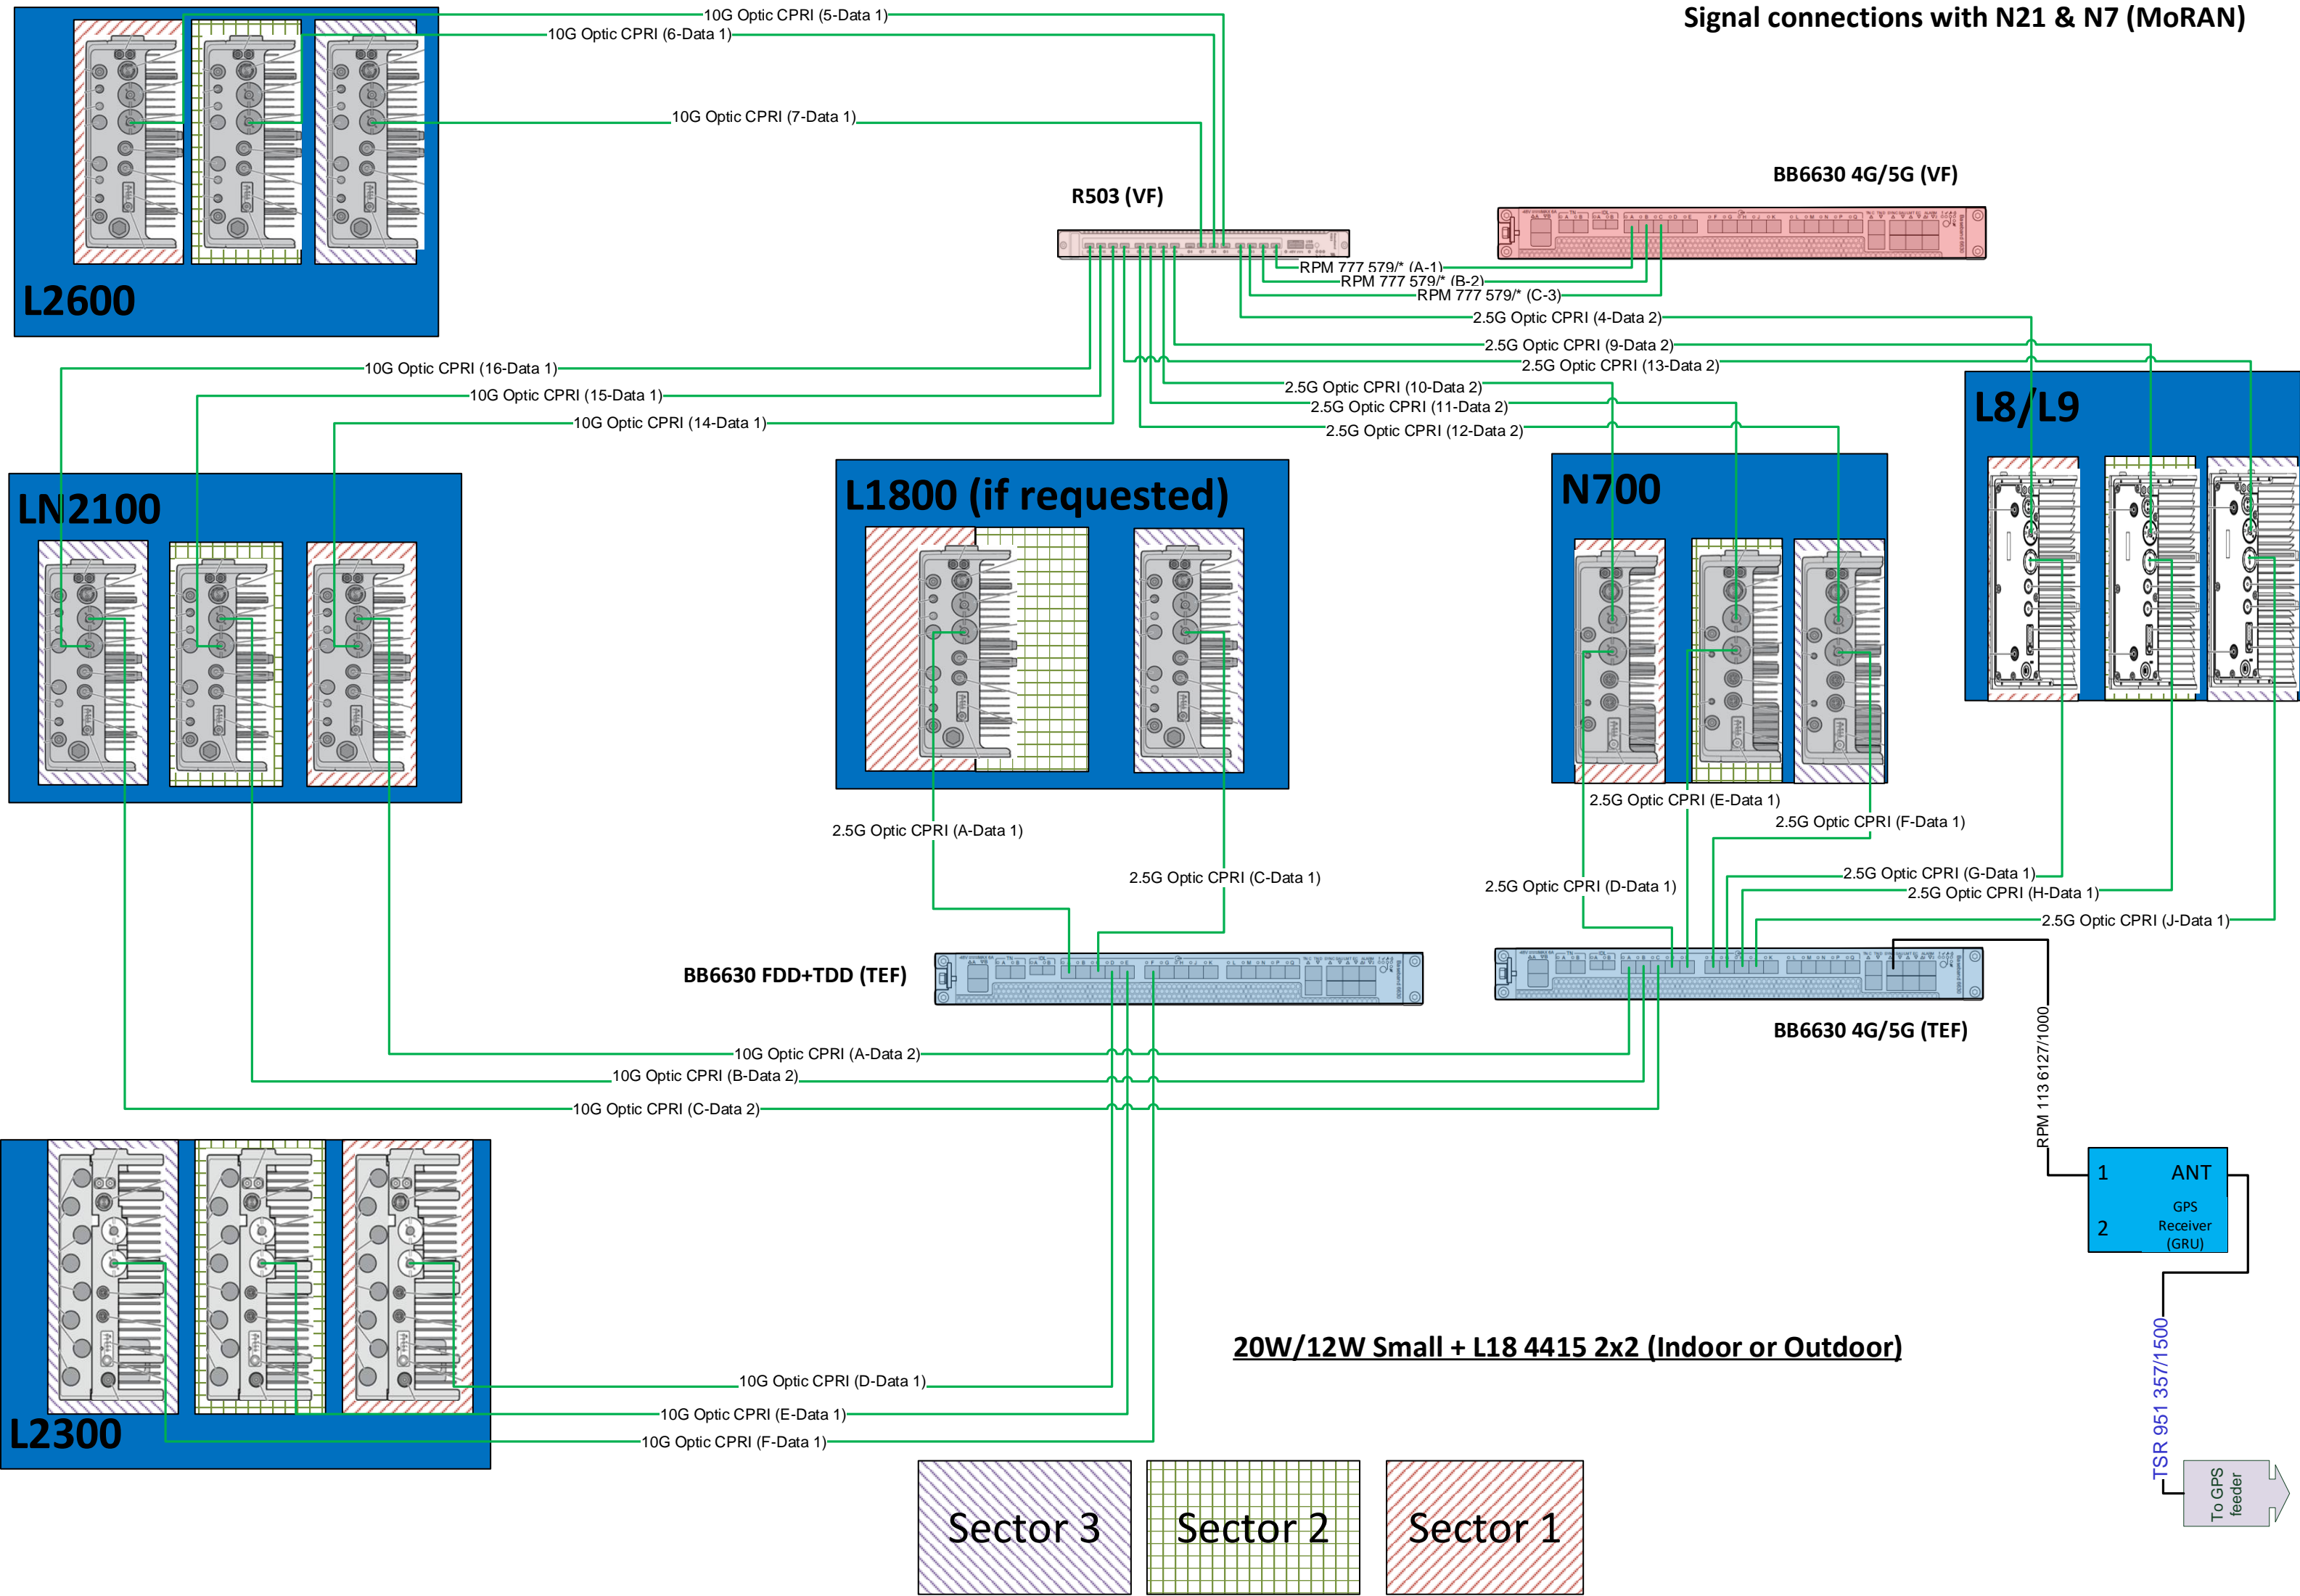 Signal connections with N21 & N7 (MoRAN)
10G Optic CPRI (5-Data 1)
10G Optic CPRI (6-Data 1)
10G Optic CPRI (7-Data 1)
L2600
R503 (VF)
BB6630 4G/5G (VF)
RPM 777 579/* (A-1)
RPM 777 579/* (B-2)
RPM 777 579/* (C-3)
2.5G Optic CPRI (4-Data 2)
2.5G Optic CPRI (9-Data 2)
2.5G Optic CPRI (13-Data 2)
2.5G Optic CPRI (10-Data 2)
2.5G Optic CPRI (11-Data 2)
2.5G Optic CPRI (12-Data 2)
10G Optic CPRI (16-Data 1)
10G Optic CPRI (15-Data 1)
10G Optic CPRI (14-Data 1)
LN2100
L1800 (if requested)
N700
L8/L9
2.5G Optic CPRI (A-Data 1)
2.5G Optic CPRI (C-Data 1)
2.5G Optic CPRI (E-Data 1)
2.5G Optic CPRI (F-Data 1)
2.5G Optic CPRI (D-Data 1)
2.5G Optic CPRI (G-Data 1)
2.5G Optic CPRI (H-Data 1)
2.5G Optic CPRI (J-Data 1)
BB6630 FDD+TDD (TEF)
BB6630 4G/5G (TEF)
10G Optic CPRI (A-Data 2)
10G Optic CPRI (B-Data 2)
10G Optic CPRI (C-Data 2)
RPM 113 6127/1000
1
ANT
2
GPS
Receiver
(GRU)
L2300
10G Optic CPRI (D-Data 1)
10G Optic CPRI (E-Data 1)
10G Optic CPRI (F-Data 1)
20W/12W Small + L18 4415 2x2 (Indoor or Outdoor)
TSR 951 357/1500
To GPS
feeder
Sector 3
Sector 2
Sector 1